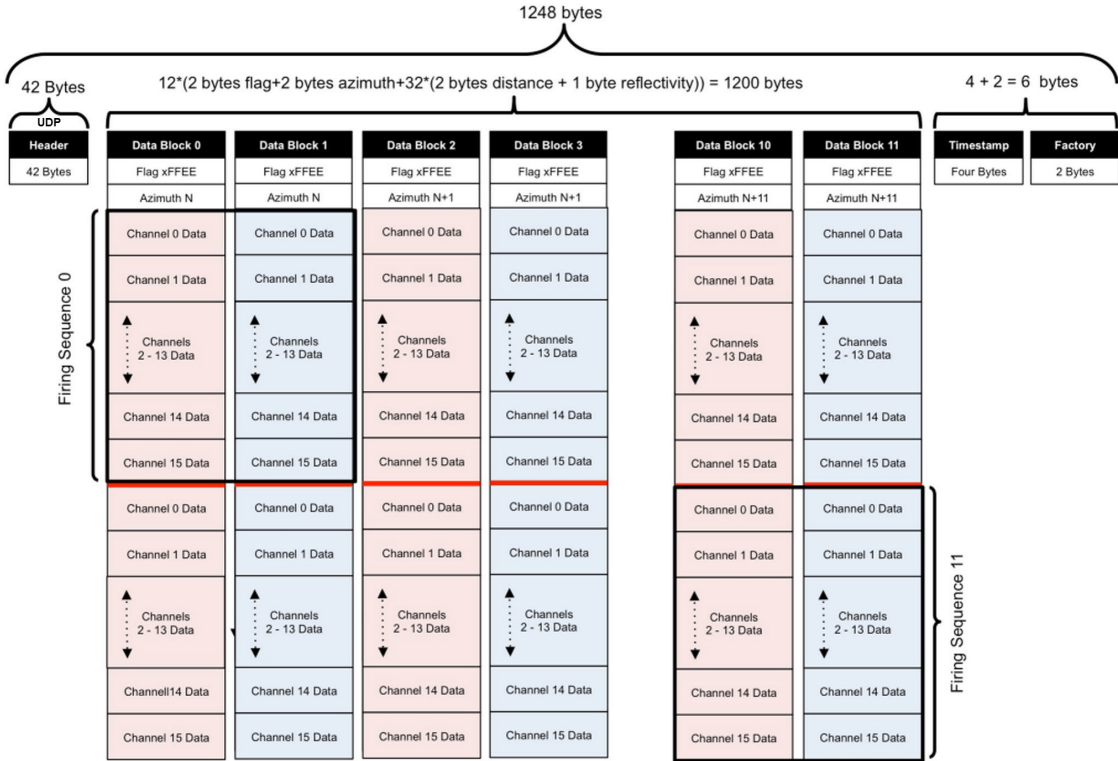 1248 bytes
42 Bytes
12*(2 bytes flag+2 bytes azimuth+32*(2 bytes distance + 1 byte reflectivity)) = 1200 bytes
4 + 2 = 6 bytes
UDP
Header
42 Bytes
Data Block 0
Flag xFFEE
Azimuth N
Channel 0 Data
Channel 1 Data
Channels
2 - 13 Data
Channel 14 Data
Channel 15 Data
Channel 0 Data
Channel 1 Data
Channels
2 - 13 Data
Channell14 Data
Channel 15 Data
Data Block 1
Flag xFFEE
Azimuth N
Channel 0 Data
Channel 1 Data
Channels
2 - 13 Data
Channel 14 Data
Channel 15 Data
Channel 0 Data
Channel 1 Data
Channels
2 - 13 Data
Channel 14 Data
Channel 15 Data
Data Block 2
Flag xFFEE
Azimuth N+1
Channel 0 Data
Channel 1 Data
Channels
2 - 13 Data
Channel 14 Data
Channel 15 Data
Channel 0 Data
Channel 1 Data
Channels
2 - 13 Data
Channel 14 Data
Channel 15 Data
Data Block 3
Flag xFFEE
Azimuth N+1
Channel 0 Data
Channel 1 Data
Channels
2 - 13 Data
Channel 14 Data
Channel 15 Data
Channel 0 Data
Channel 1 Data
Channels
2 - 13 Data
Channel 14 Data
Channel 15 Data
Data Block 10
Flag xFFEE
Azimuth N+11
Channel 0 Data
Channel 1 Data
Channels
2 - 13 Data
Channel 14 Data
Channel 15 Data
Channel 0 Data
Channel 1 Data
Channels
2 - 13 Data
Channel 14 Data
Channel 15 Data
Data Block 11
Flag xFFEE
Azimuth N+11
Channel 0 Data
Channel 1 Data
Channels
2 - 13 Data
Channel 14 Data
Channel 15 Data
Channel 0 Data
Channel 1 Data
Channels
2 - 13 Data
Channel 14 Data
Channel 15 Data
Timestamp
Four Bytes
Factory
2 Bytes
Firing Sequence 0
Firing Sequence 11